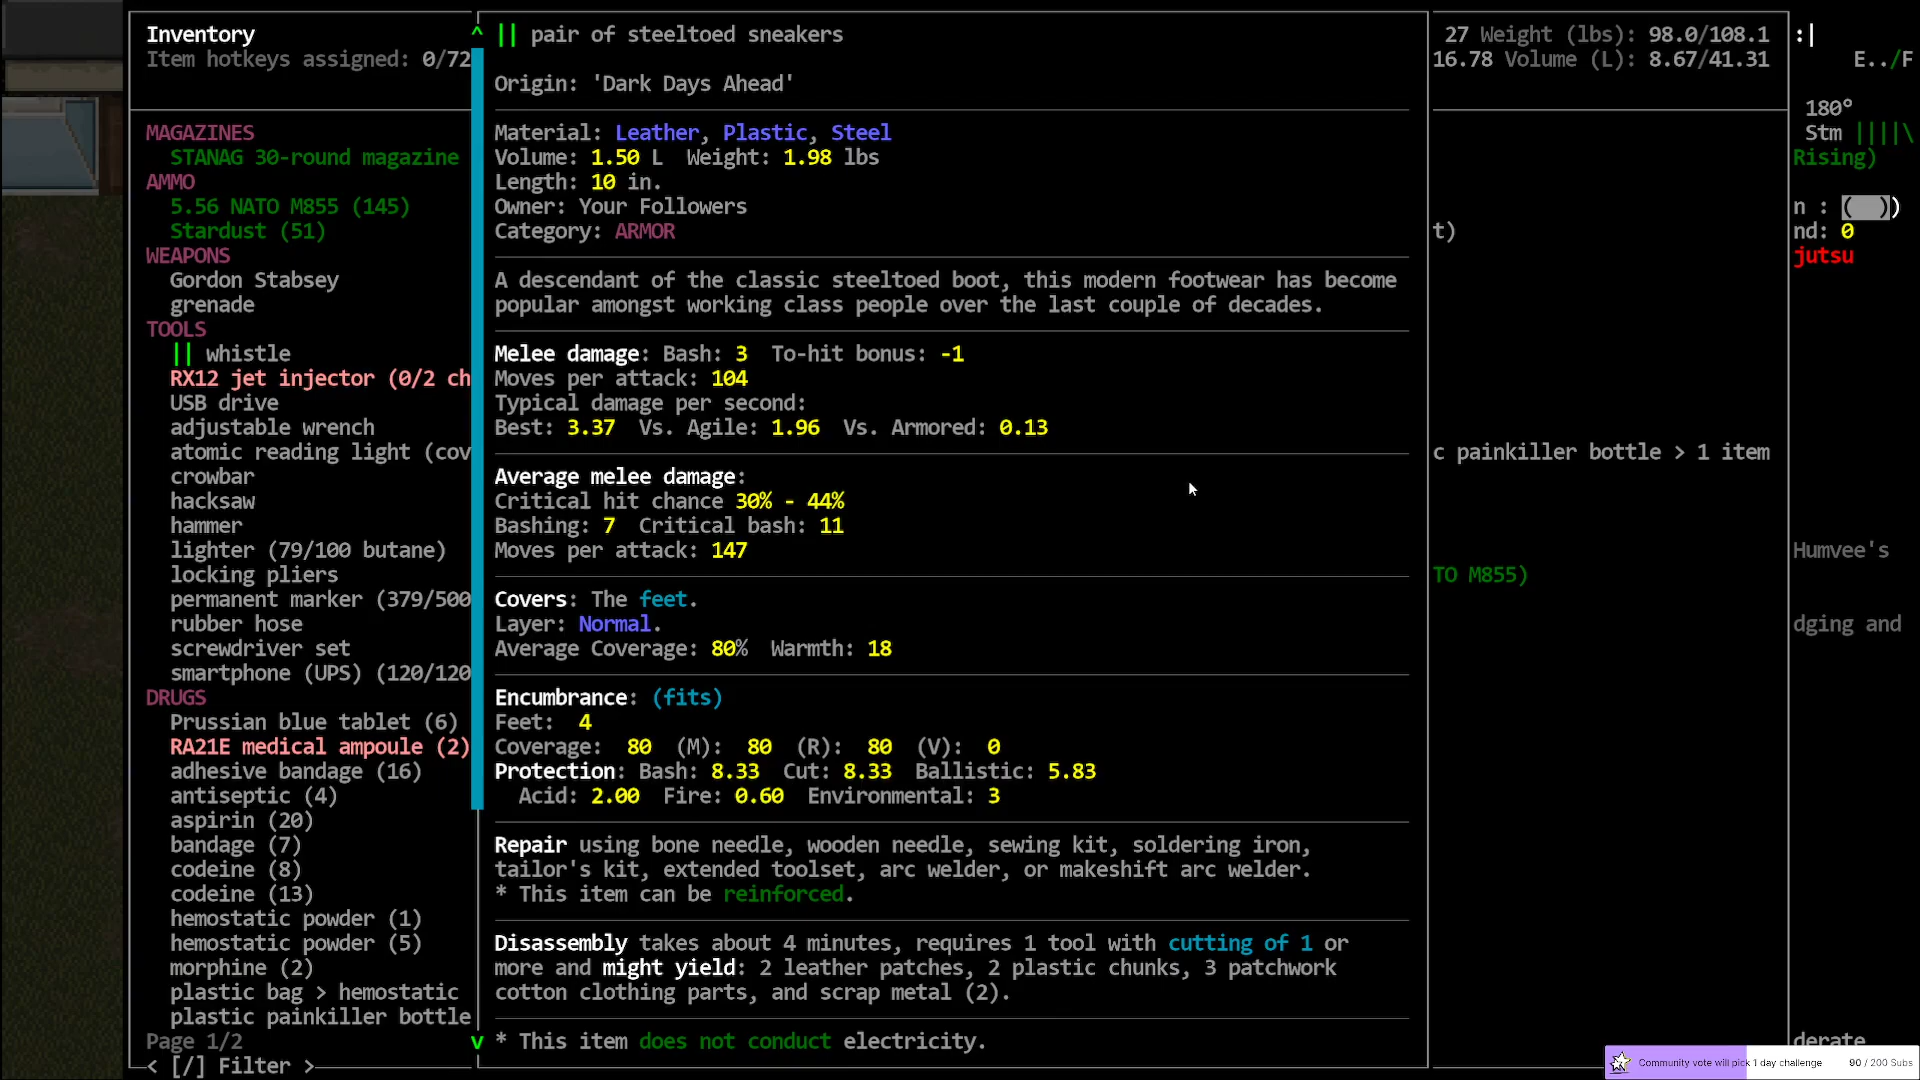 Inventory
Item hotkeys assigned: 0/72
MAGAZINES
STANAG 30-round magazine
AMMO
5.56 NATO M855 (145)
Stardust (51)
WEAPONS
Gordon Stabsey
grenade
TOOLS
|| whistle
RX12 jet injector (0/2 ch
USB drive
adjustable wrench
atomic reading light (cov
crowbar
hacksaw
hammer
lighter (79/100 butane)
locking pliers
permanent marker (379/500
rubber hose
screwdriver set
smartphone (UPS) (120/120
DRUGS
Prussian blue tablet (6)
RA21E medical ampoule (2)
adhesive bandage (16)
antiseptic (4)
aspirin (20)
bandage (7)
codeine (8)
codeine (13)
hemostatic powder (1)
hemostatic powder (5)
morphine (2)
plastic bag > hemostatic
plastic painkiller bottle
Page 1/2
< [/] Filter >
^
v
|| pair of steeltoed sneakers
Origin: 'Dark Days Ahead'
Material: Leather, Plastic, Steel
Volume: 1.50 L Weight: 1.98 lbs
Length: 10 in.
Owner: Your Followers
Category: ARMOR
A descendant of the classic steeltoed boot, this modern footwear has become
popular amongst working class people over the last couple of decades.
Melee damage: Bash: 3 To-hit bonus: -1
Moves per attack: 104
Typical damage per second:
Best: 3.37 Vs. Agile: 1.96 Vs. Armored: 0.13
Average melee damage:
Critical hit chance 30% - 44%
Bashing: 7 Critical bash: 11
Moves per attack: 147
Covers: The feet.
Layer: Normal.
Average Coverage: 80% Warmth: 18
Encumbrance: (fits)
Feet: 4
Coverage: 80 (M): 80 (R): 80 (V): 0
Protection: Bash: 8.33 Cut: 8.33 Ballistic: 5.83
Acid: 2.00 Fire: 0.60 Environmental: 3
Repair using bone needle, wooden needle, sewing kit, soldering iron,
tailor's kit, extended toolset, arc welder, or makeshift arc welder.
* This item can be reinforced.
Disassembly takes about 4 minutes, requires 1 tool with cutting of 1 or
more and might yield: 2 leather patches, 2 plastic chunks, 3 patchwork
cotton clothing parts, and scrap metal (2).
* This item does not conduct electricity.
27 Weight (lbs): 98.0/108.1
16.78 Volume (L): 8.67/41.31
t)
c painkiller bottle > 1 item
TO M855)
:|
E../F
180°
Stm ||||\
Rising)
n : ( ))
nd: 0
jutsu
Humvee's
dging and
derate
Community vote will pick 1 day challenge 90 / 200 Subs